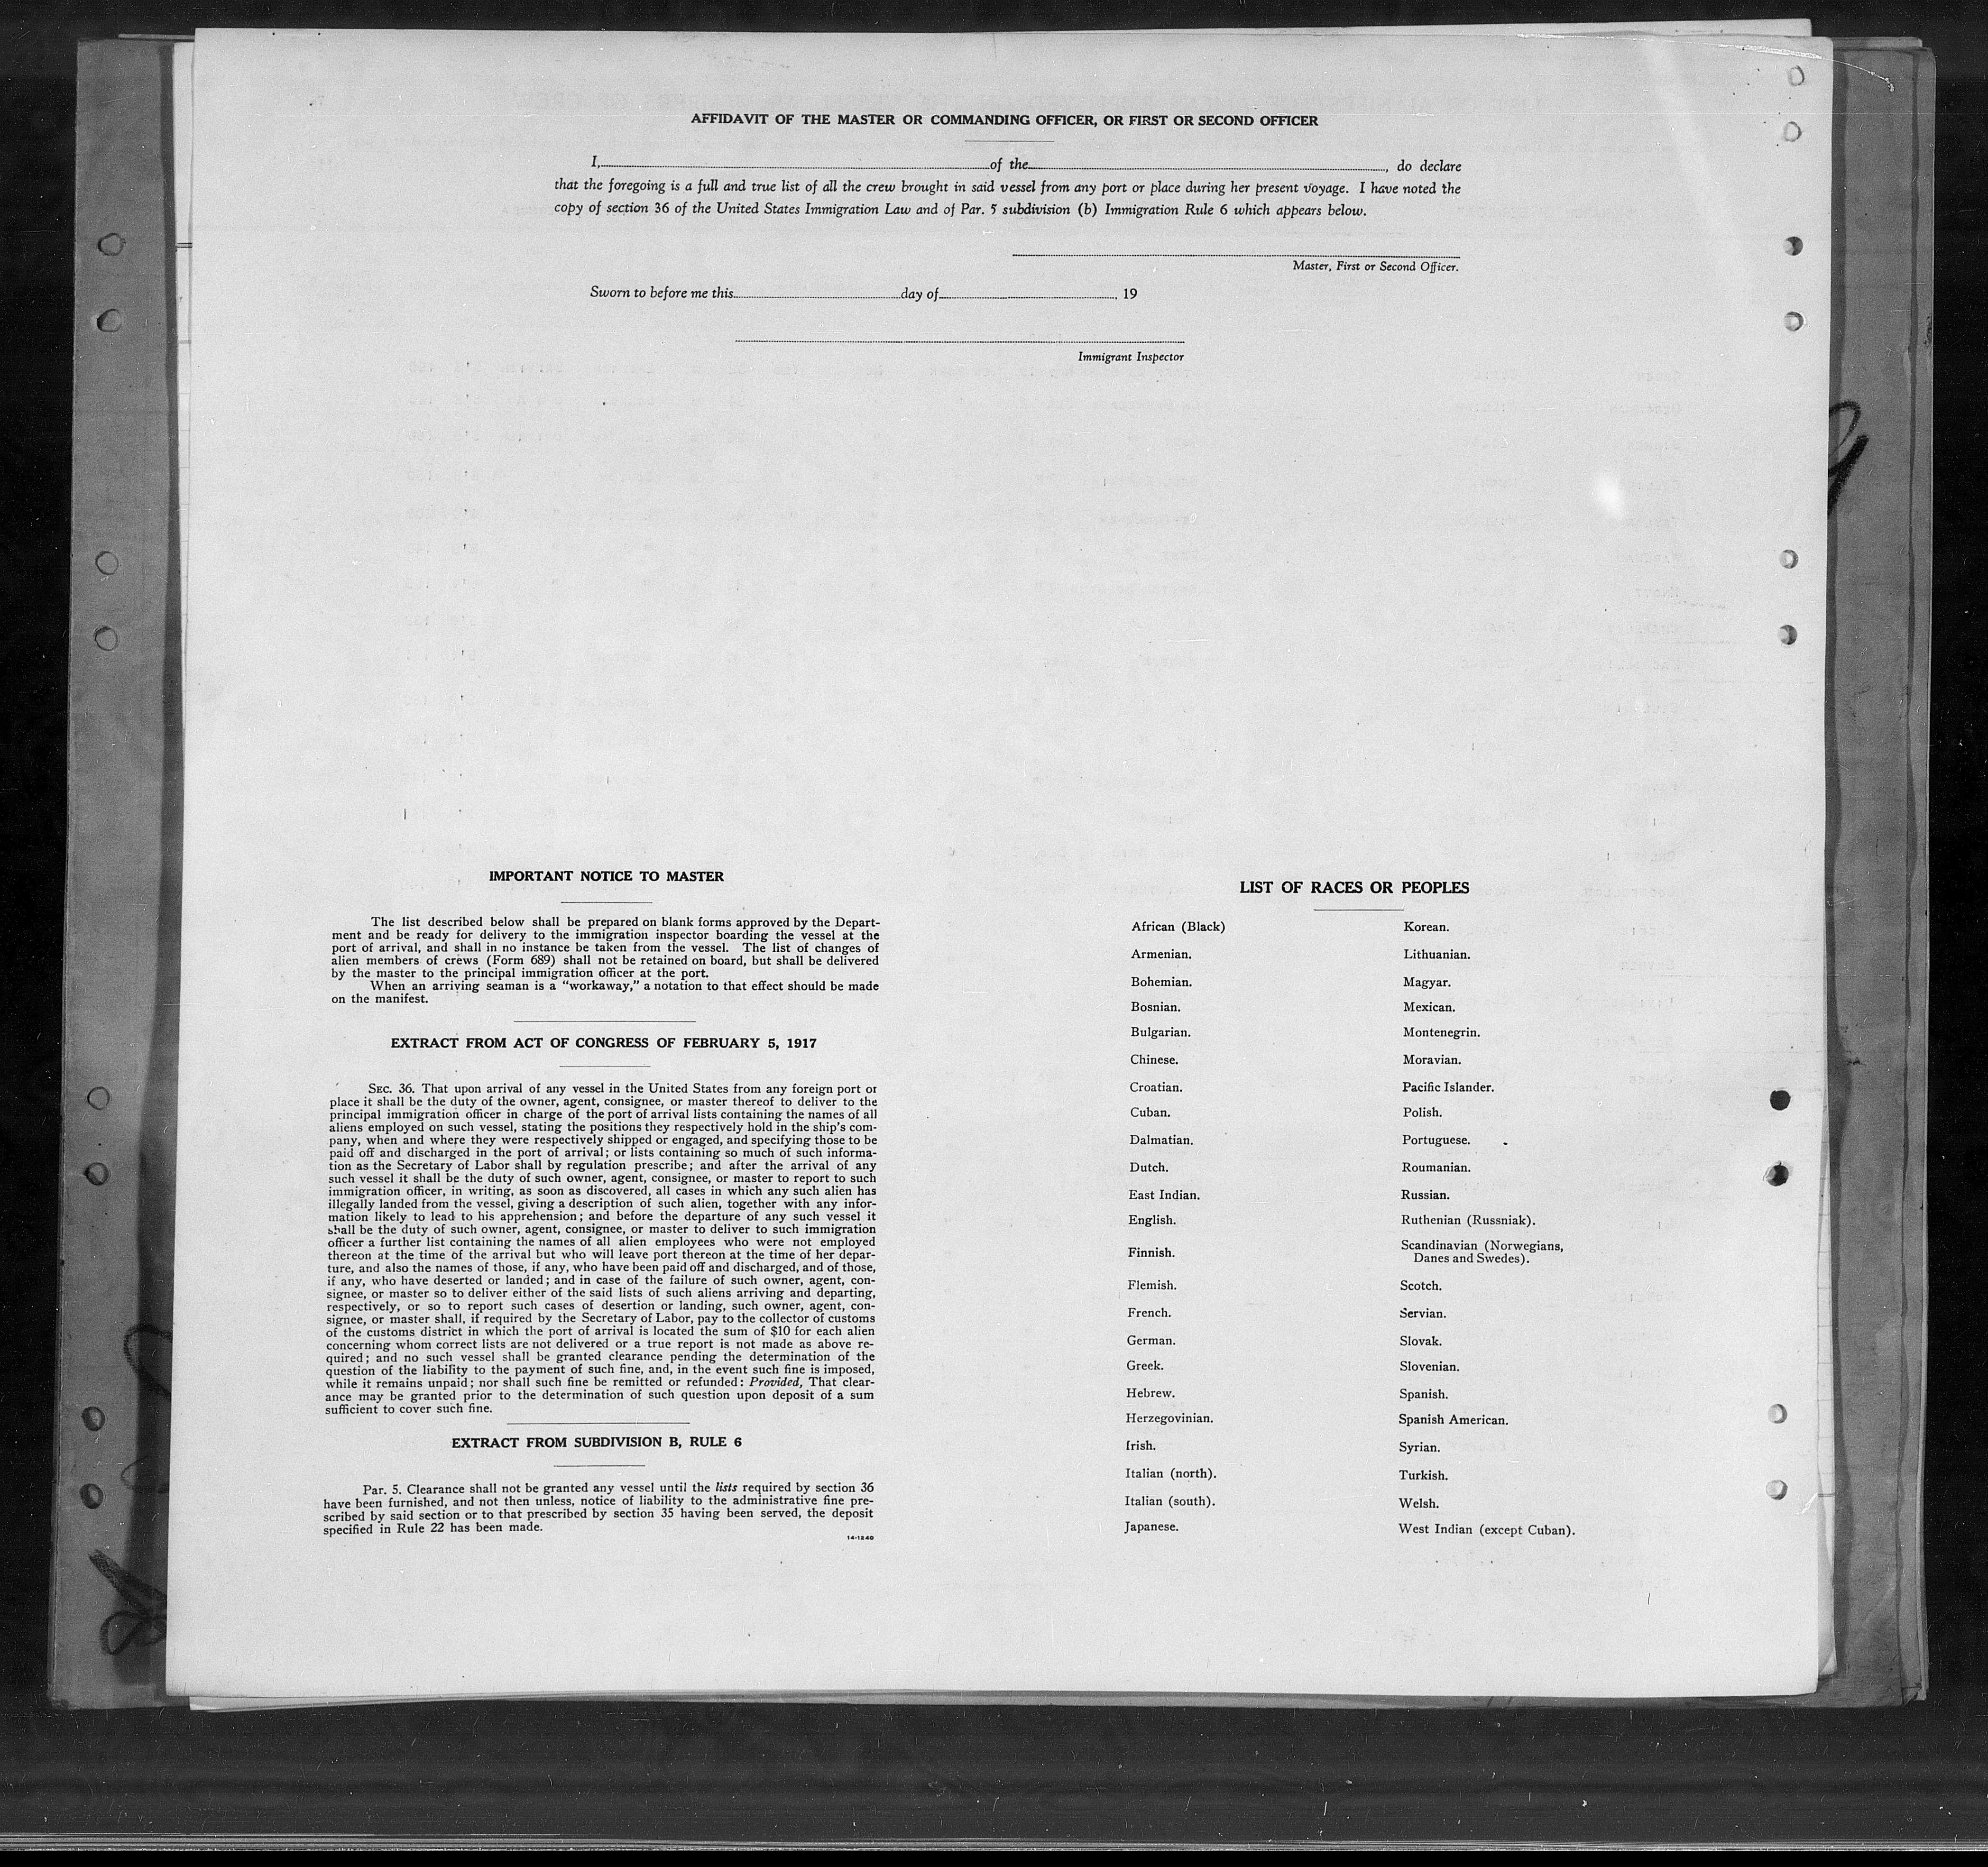 AFFIDAVIT OF THE MASTER OR COMMANDING OFFICER, OR FIRST OR SECOND OFFICER
I, of the , do declare
that the foregoing is a full and true list of all the crew brought in said vessel from any port or place during her present voyage. I have noted the
copy of section 36 of the United States Immigration Law and of Par. 5 subdivision (b) Immigration Rule 6 which appears below.
Master, First or Second Officer.
Sworn to before me this day of , 19
Immigrant Inspector
IMPORTANT NOTICE TO MASTER
The list described below shall be prepared on blank forms approved by the Depart-
ment and be ready for delivery to the immigration inspector boarding the vessel at the
port of arrival, and shall in no instance be taken from the vessel. The list of changes of
alien members of crews (Form 689) shall not be retained on board, but shall be delivered
by the master to the principal immigration officer at the port.
When an arriving seaman is a “workaway,” a notation to that effect should be made
on the manifest.
EXTRACT FROM ACT OF CONGRESS OF FEBRUARY 5, 1917
SEC. 36. That upon arrival of any vessel in the United States from any foreign port or
place it shall be the duty of the owner, agent, consignee, or master thereof to deliver to the
principal immigration officer in charge of the port of arrival lists containing the names of all
aliens employed on such vessel, stating the positions they respectively hold in the ship's com-
pany, when and where they were respectively shipped or engaged, and specifying those to be
paid off and discharged in the port of arrival; or lists containing so much of such informa-
tion as the Secretary of Labor shall by regulation prescribe; and after the arrival of any
such vessel it shall be the duty of such owner, agent, consignee, or master to report to such
immigration officer, in writing, as soon as discovered, all cases in which any such alien has
illegally landed from the vessel, giving a description of such alien, together with any infor-
mation likely to lead to his apprehension; and before the departure of any such vessel it
shall be the duty of such owner, agent, consignee, or master to deliver to such immigration
officer a further list containing the names of all alien employees who were not employed
thereon at the time of the arrival but who will leave port thereon at the time of her depar-
ture, and also the names of those, if any, who have been paid off and discharged, and of those,
if any, who have deserted or landed; and in case of the failure of such owner, agent, con-
signee, or master so to deliver either of the said lists of such aliens arriving and departing,
respectively, or so to report such cases of desertion or landing, such owner, agent, con-
signee, or master shall, if required by the Secretary of Labor, pay to the collector of customs
of the customs district in which the port of arrival is located the sum of $10 for each alien
concerning whom correct lists are not delivered or a true report is not made as above re-
quired; and no such vessel shall be granted clearance pending the determination of the
question of the liability to the payment of such fine, and, in the event such fine is imposed,
while it remains unpaid; nor shall such fine be remitted or refunded: Provided, That clear-
ance may be granted prior to the determination of such question upon deposit of a sum
sufficient to cover such fine.
EXTRACT FROM SUBDIVISION B, RULE 6
Par. 5. Clearance shall not be granted any vessel until the lists required by section 36
have been furnished, and not then unless, notice of liability to the administrative fine pre-
scribed by said section or to that prescribed by section 35 having been served, the deposit
specified in Rule 22 has been made.
14-1240
LIST OF RACES OR PEOPLES
African (Black)
Armenian.
Bohemian.
Bosnian.
Bulgarian.
Chinese.
Croatian.
Cuban.
Dalmatian.
Dutch.
East Indian.
English.
Finnish.
Flemish.
French.
German.
Greek.
Hebrew.
Herzegovinian.
Irish.
Italian (north).
Italian (south).
Japanese.
Korean.
Lithuanian.
Magyar.
Mexican.
Montenegrin.
Moravian.
Pacific Islander.
Polish.
Portuguese.
Roumanian.
Russian.
Ruthenian (Russniak).
Scandinavian (Norwegians,
Danes and Swedes).
Scotch.
Servian.
Slovak.
Slovenian.
Spanish.
Spanish American.
Syrian.
Turkish.
Welsh.
West Indian (except Cuban).